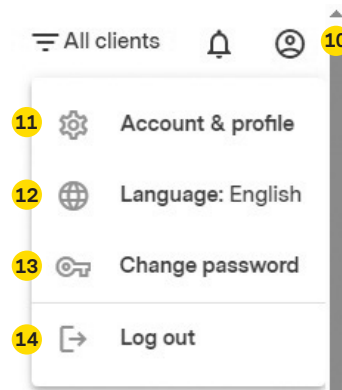 All clients 10
11 Account & profile
12 Language: English
13 Change password
14 Log out